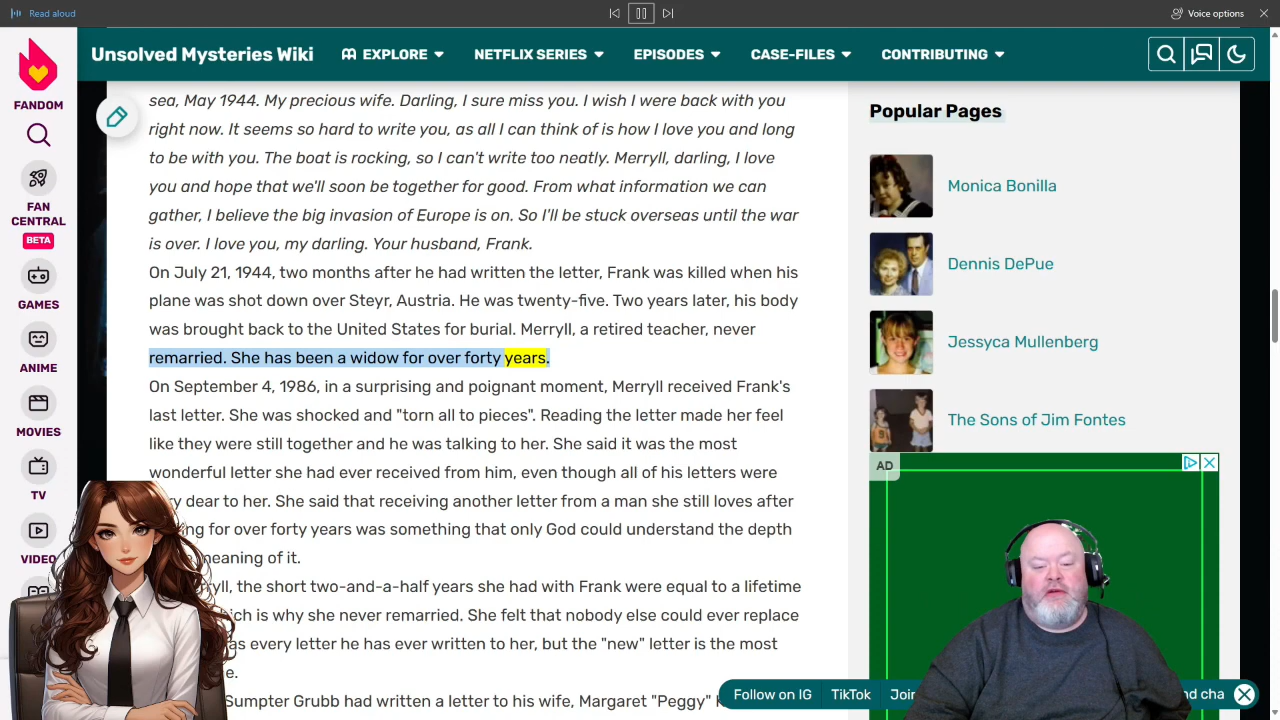 Read aloud
Voice options
Unsolved Mysteries Wiki
EXPLORE
NETFLIX SERIES
EPISODES
CASE-FILES
CONTRIBUTING
FANDOM
FAN
CENTRAL
BETA
GAMES
ANIME
MOVIES
TV
VIDEO
sea, May 1944. My precious wife. Darling, I sure miss you. I wish I were back with you
right now. It seems so hard to write you, as all I can think of is how I love you and long
to be with you. The boat is rocking, so I can't write too neatly. Merryll, darling, I love
you and hope that we'll soon be together for good. From what information we can
gather, I believe the big invasion of Europe is on. So I'll be stuck overseas until the war
is over. I love you, my darling. Your husband, Frank.
On July 21, 1944, two months after he had written the letter, Frank was killed when his
plane was shot down over Steyr, Austria. He was twenty-five. Two years later, his body
was brought back to the United States for burial. Merryll, a retired teacher, never
remarried. She has been a widow for over forty years.
On September 4, 1986, in a surprising and poignant moment, Merryll received Frank's
last letter. She was shocked and "torn all to pieces". Reading the letter made her feel
like they were still together and he was talking to her. She said it was the most
wonderful letter she had ever received from him, even though all of his letters were
dear to her. She said that receiving another letter from a man she still loves after
for over forty years was something that only God could understand the depth
meaning of it.
the short two-and-a-half years she had with Frank were equal to a lifetime
which is why she never remarried. She felt that nobody else could ever replace
every letter he has ever written to her, but the "new" letter is the most
Sumpter Grubb had written a letter to his wife, Margaret "Peggy"
Popular Pages
Monica Bonilla
Dennis DePue
Jessyca Mullenberg
The Sons of Jim Fontes
AD
Follow on IG
TikTok
Join